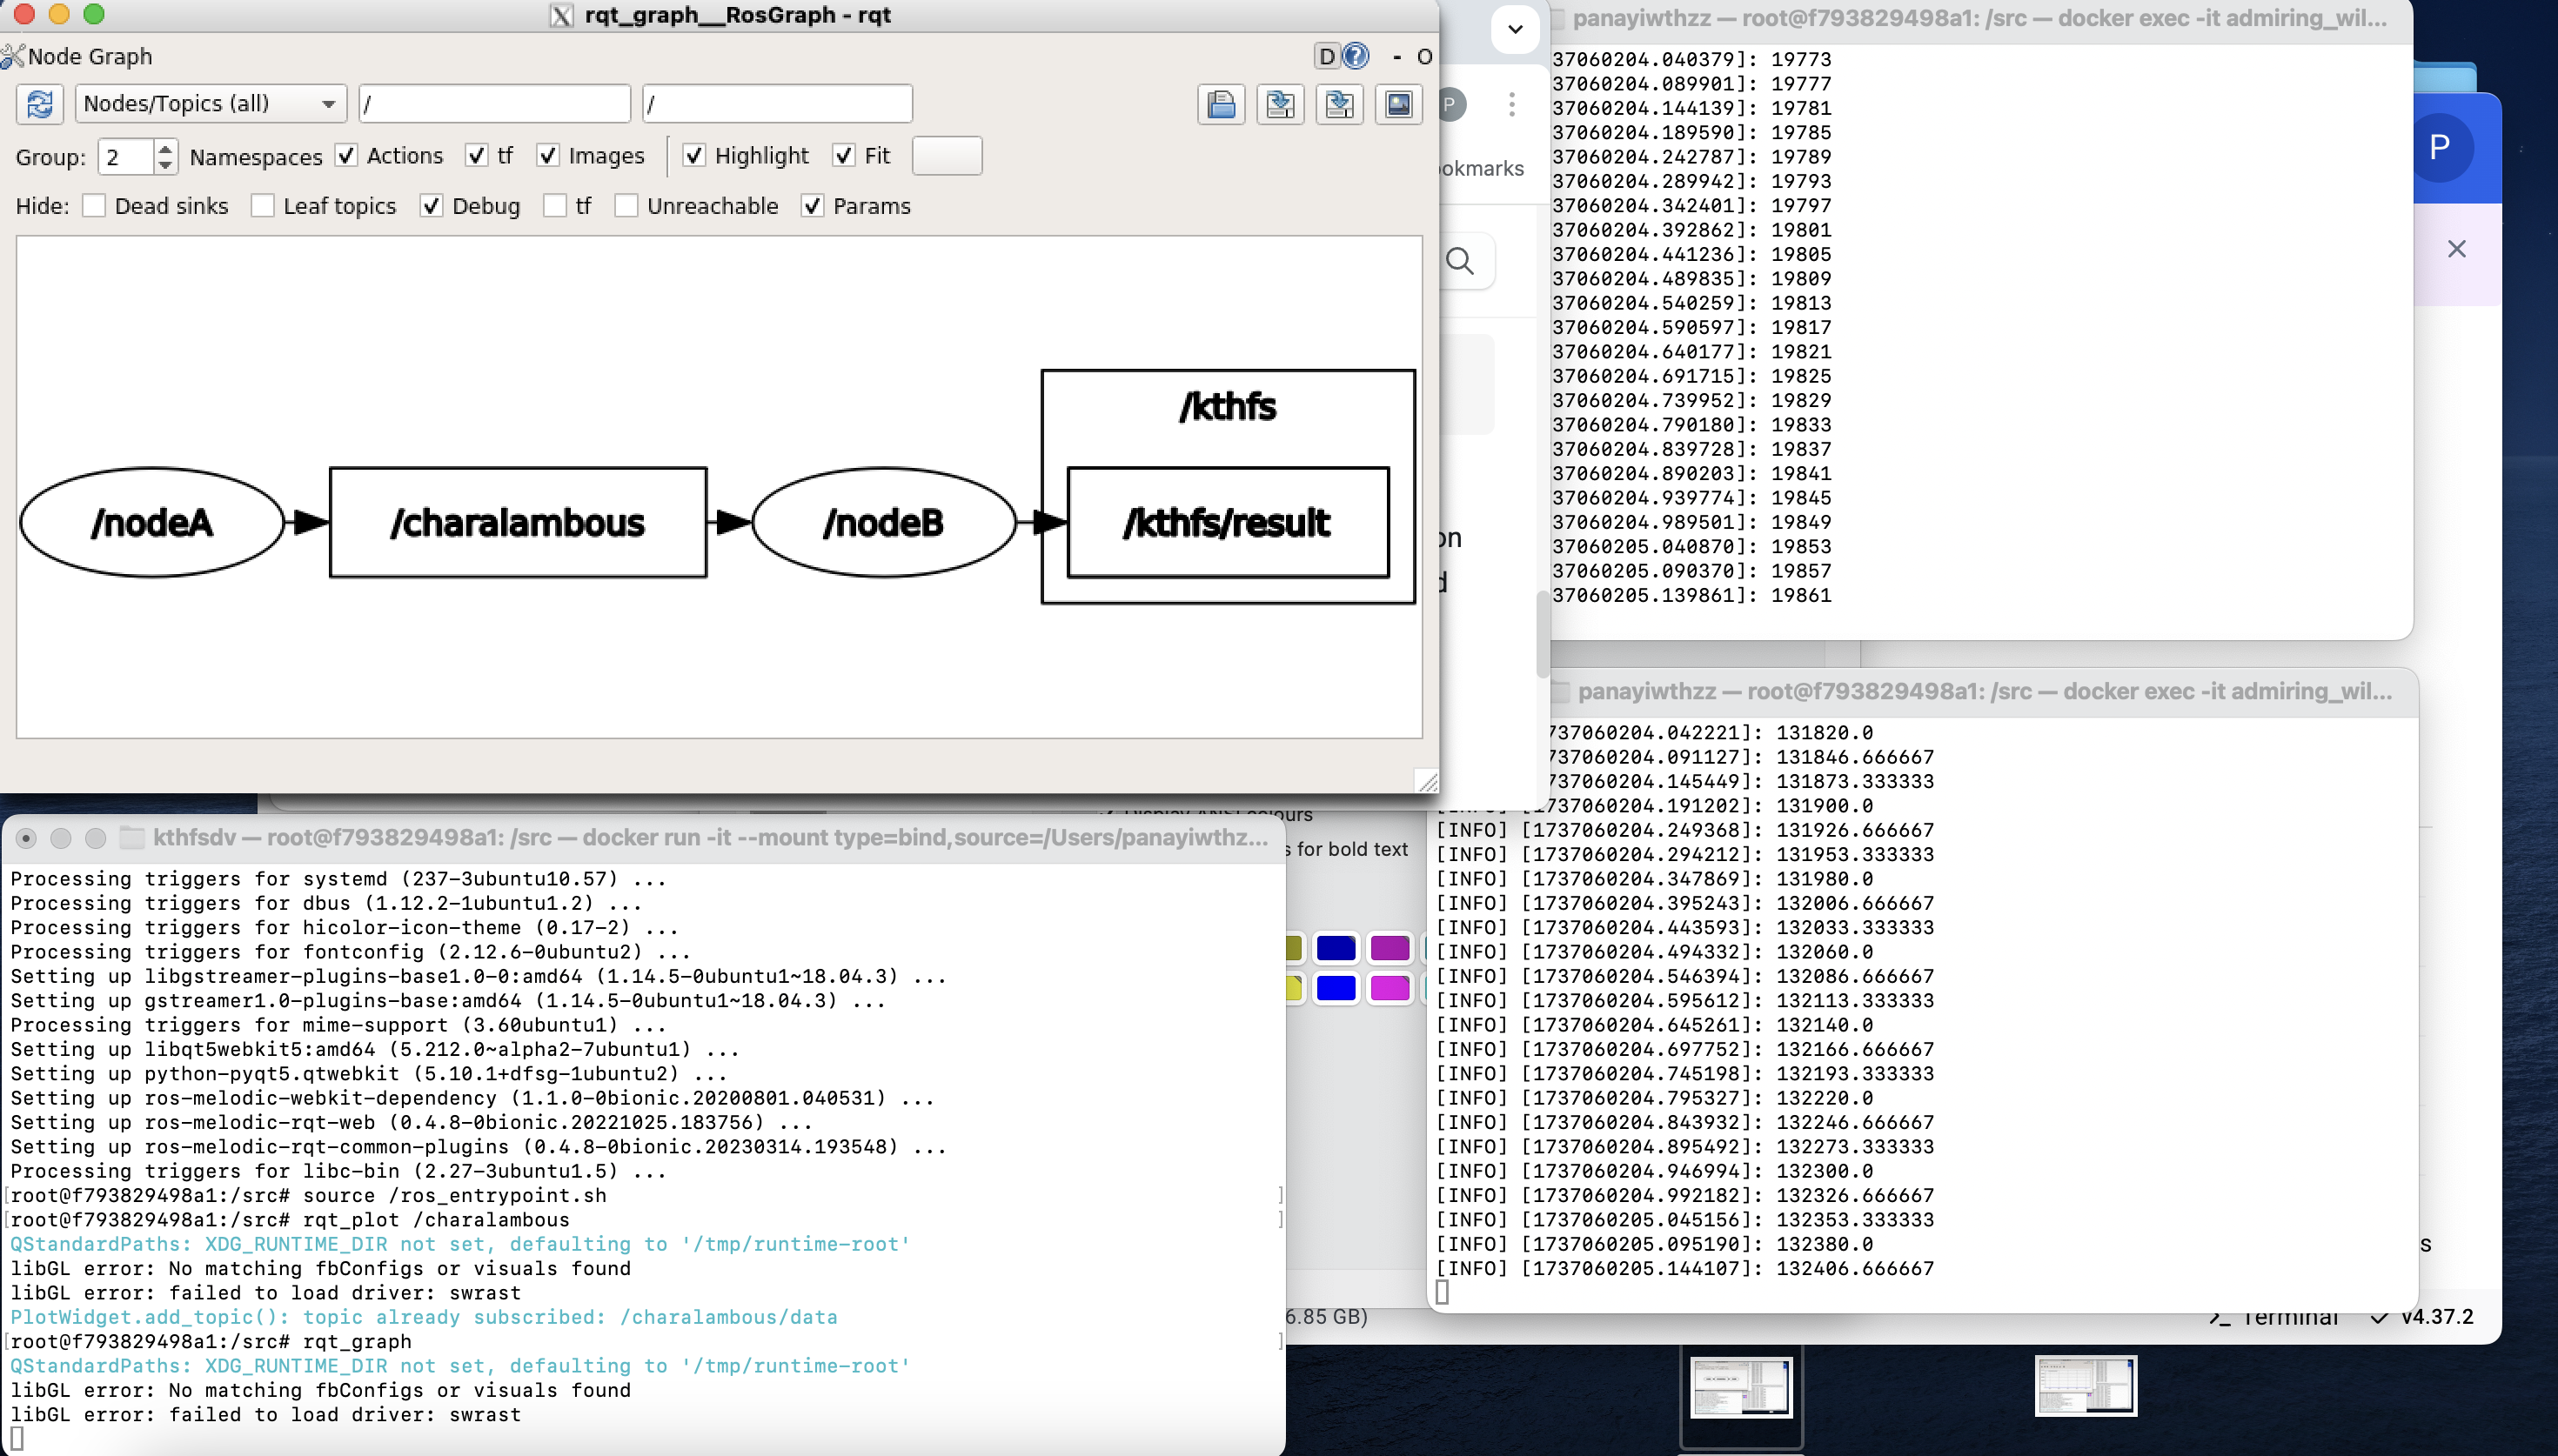 rqt_graph__RosGraph - rqt
Node Graph
D
- O
Nodes/Topics (all)
/
/
Group: 2 Namespaces Actions tf Images Highlight Fit
Hide: Dead sinks Leaf topics Debug tf Unreachable Params
/kthfs
/nodeA
/charalambous
/nodeB
/kthfs/result
P
ookmarks
on
d
panayiwthzz — root@f793829498a1: /src — docker exec -it admiring_wil...
37060204.040379]: 19773
37060204.089901]: 19777
37060204.144139]: 19781
37060204.189590]: 19785
37060204.242787]: 19789
37060204.289942]: 19793
37060204.342401]: 19797
37060204.392862]: 19801
37060204.441236]: 19805
37060204.489835]: 19809
37060204.540259]: 19813
37060204.590597]: 19817
37060204.640177]: 19821
37060204.691715]: 19825
37060204.739952]: 19829
37060204.790180]: 19833
37060204.839728]: 19837
37060204.890203]: 19841
37060204.939774]: 19845
37060204.989501]: 19849
37060205.040870]: 19853
37060205.090370]: 19857
37060205.139861]: 19861
P
panayiwthzz — root@f793829498a1: /src — docker exec -it admiring_wil...
737060204.042221]: 131820.0
737060204.091127]: 131846.666667
737060204.145449]: 131873.333333
[INFO] [1737060204.191202]: 131900.0
[INFO] [1737060204.249368]: 131926.666667
[INFO] [1737060204.294212]: 131953.333333
[INFO] [1737060204.347869]: 131980.0
[INFO] [1737060204.395243]: 132006.666667
[INFO] [1737060204.443593]: 132033.333333
[INFO] [1737060204.494332]: 132060.0
[INFO] [1737060204.546394]: 132086.666667
[INFO] [1737060204.595612]: 132113.333333
[INFO] [1737060204.645261]: 132140.0
[INFO] [1737060204.697752]: 132166.666667
[INFO] [1737060204.745198]: 132193.333333
[INFO] [1737060204.795327]: 132220.0
[INFO] [1737060204.843932]: 132246.666667
[INFO] [1737060204.895492]: 132273.333333
[INFO] [1737060204.946994]: 132300.0
[INFO] [1737060204.992182]: 132326.666667
[INFO] [1737060205.045156]: 132353.333333
[INFO] [1737060205.095190]: 132380.0
[INFO] [1737060205.144107]: 132406.666667
Display ANSI colours
s for bold text
kthfsdv — root@f793829498a1: /src — docker run -it --mount type=bind,source=/Users/panayiwthz...
Processing triggers for systemd (237-3ubuntu10.57) ...
Processing triggers for dbus (1.12.2-1ubuntu1.2) ...
Processing triggers for hicolor-icon-theme (0.17-2) ...
Processing triggers for fontconfig (2.12.6-0ubuntu2) ...
Setting up libgstreamer-plugins-base1.0-0:amd64 (1.14.5-0ubuntu1~18.04.3) ...
Setting up gstreamer1.0-plugins-base:amd64 (1.14.5-0ubuntu1~18.04.3) ...
Processing triggers for mime-support (3.60ubuntu1) ...
Setting up libqt5webkit5:amd64 (5.212.0~alpha2-7ubuntu1) ...
Setting up python-pyqt5.qtwebkit (5.10.1+dfsg-1ubuntu2) ...
Setting up ros-melodic-webkit-dependency (1.1.0-0bionic.20200801.040531) ...
Setting up ros-melodic-rqt-web (0.4.8-0bionic.20221025.183756) ...
Setting up ros-melodic-rqt-common-plugins (0.4.8-0bionic.20230314.193548) ...
Processing triggers for libc-bin (2.27-3ubuntu1.5) ...
[root@f793829498a1:/src# source /ros_entrypoint.sh ]
[root@f793829498a1:/src# rqt_plot /charalambous ]
QStandardPaths: XDG_RUNTIME_DIR not set, defaulting to '/tmp/runtime-root'
libGL error: No matching fbConfigs or visuals found
libGL error: failed to load driver: swrast
PlotWidget.add_topic(): topic already subscribed: /charalambous/data
[root@f793829498a1:/src# rqt_graph ]
QStandardPaths: XDG_RUNTIME_DIR not set, defaulting to '/tmp/runtime-root'
libGL error: No matching fbConfigs or visuals found
libGL error: failed to load driver: swrast
s
6.85 GB)
Terminal
v4.37.2